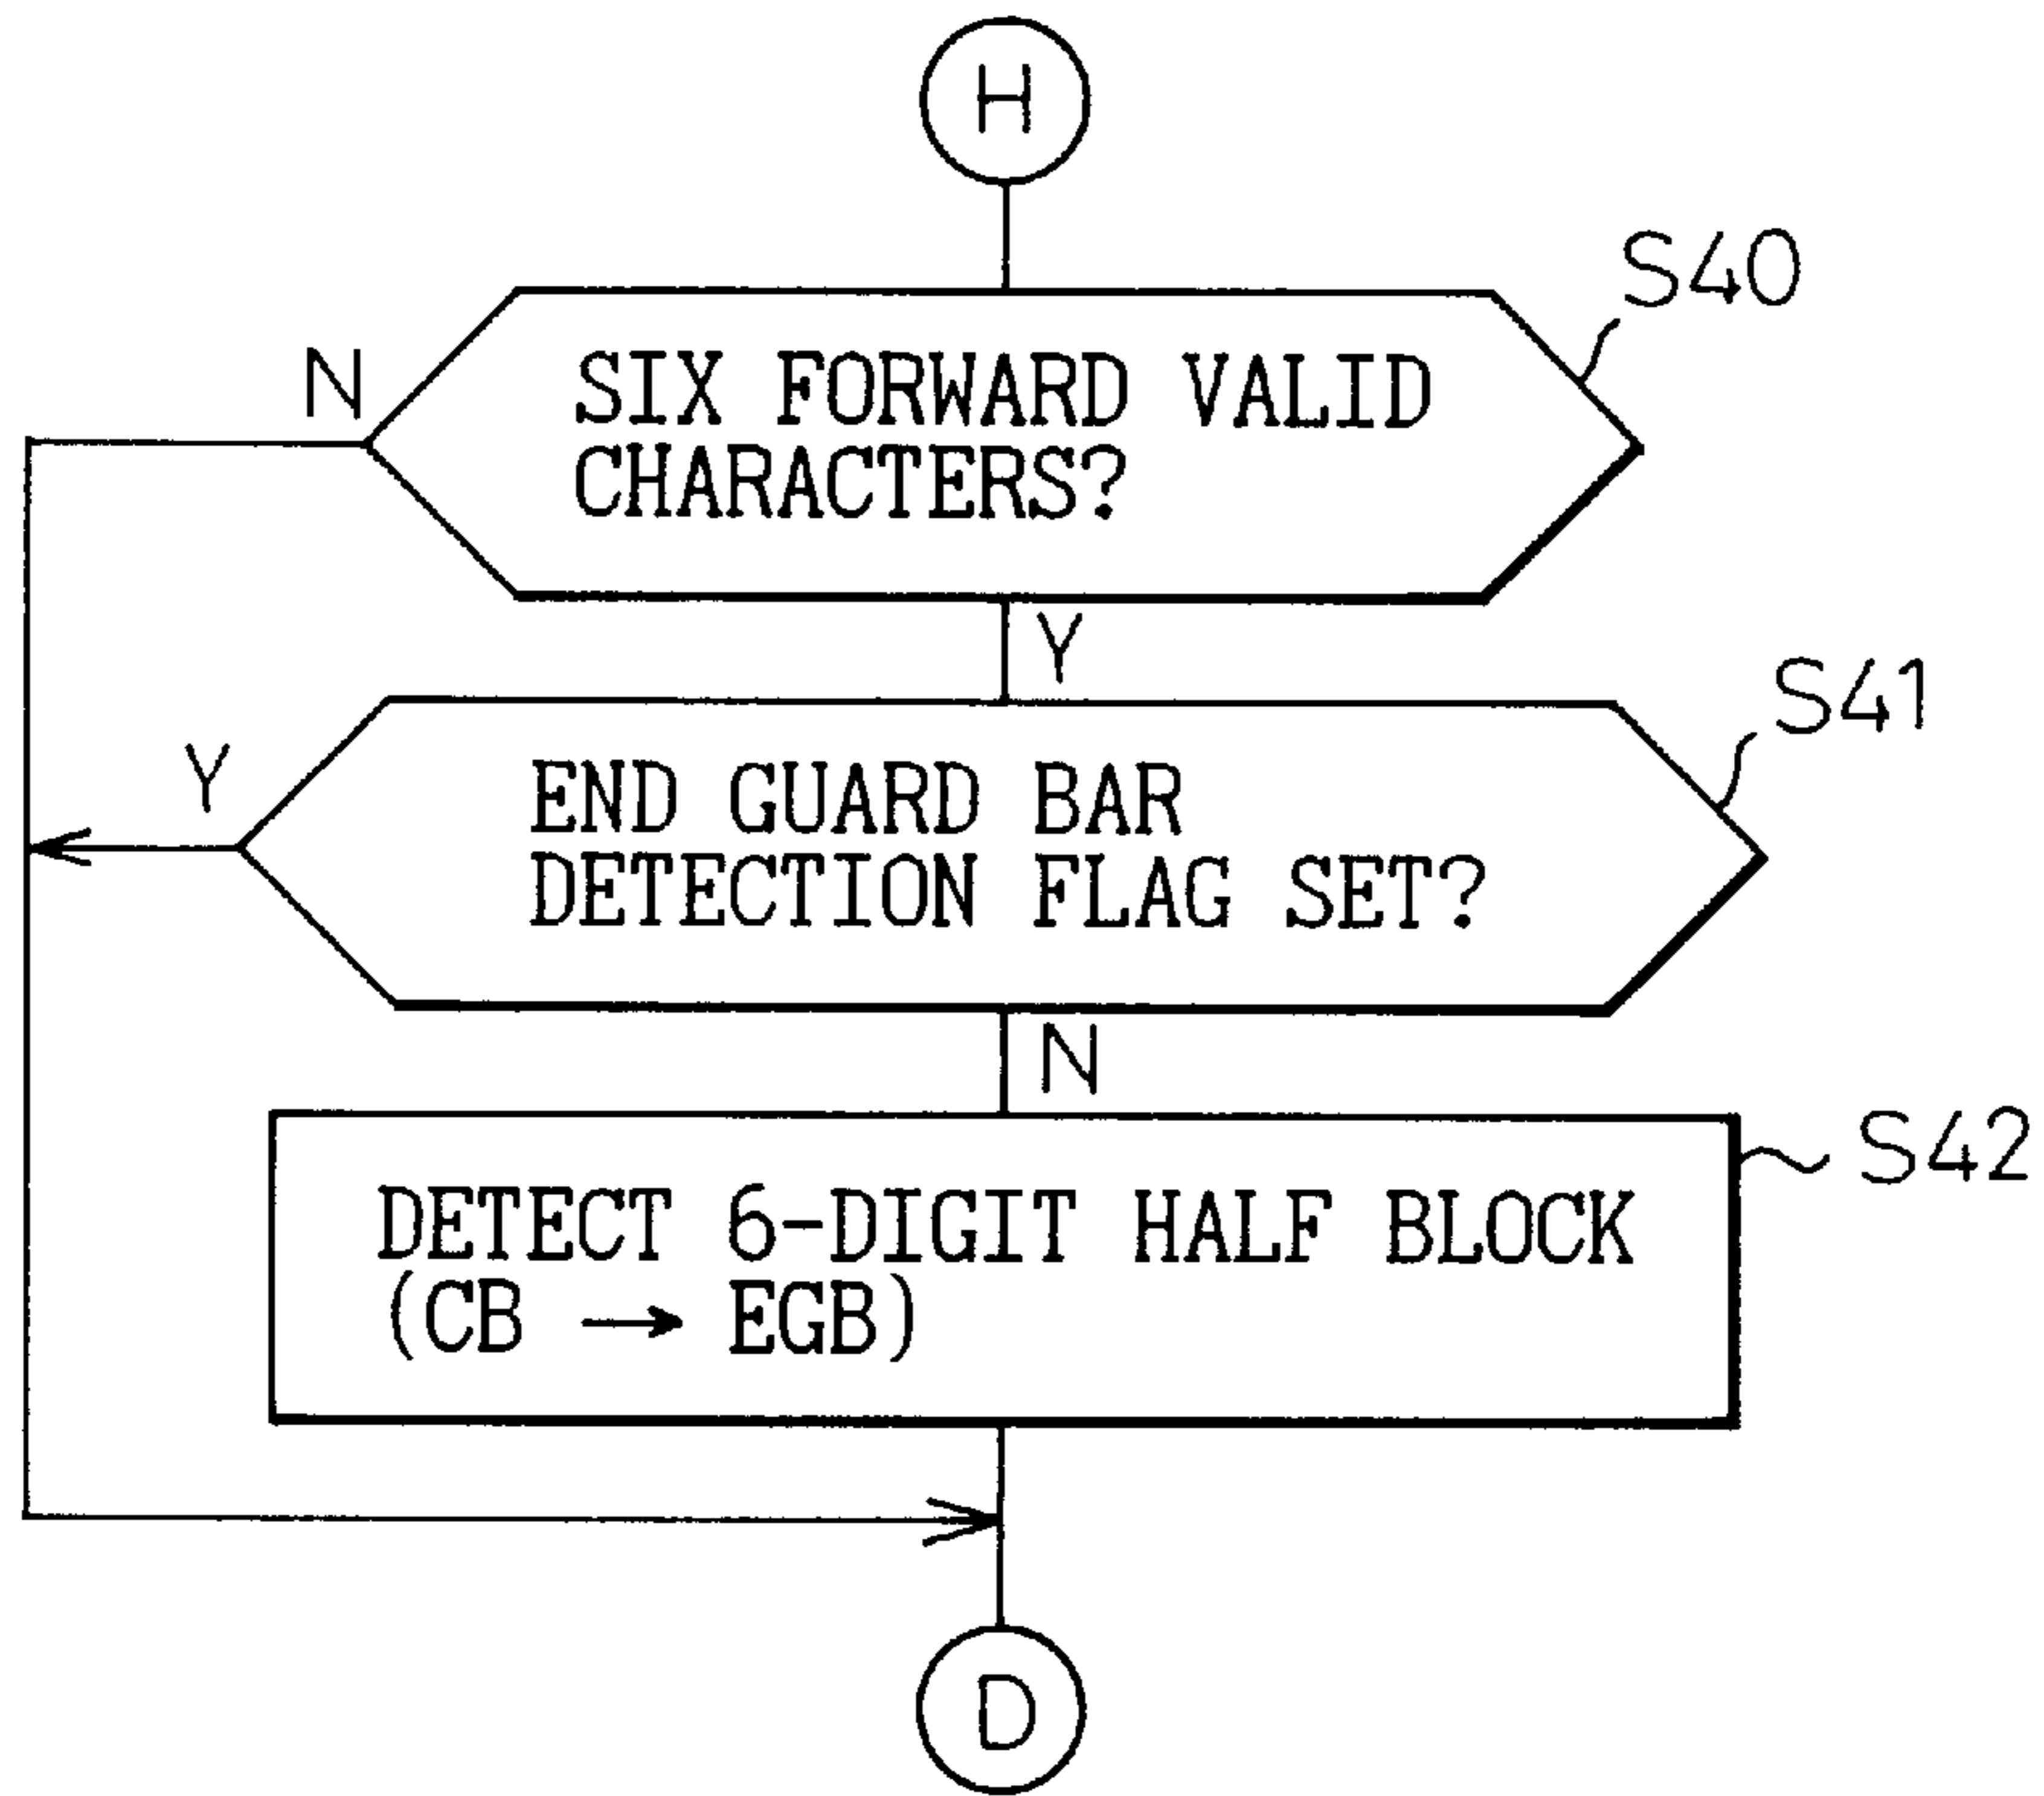 H
S40
N
SIX FORWARD VALID
CHARACTERS?
Y
S41
Y
END GUARD BAR
DETECTION FLAG SET?
N
S42
DETECT 6-DIGIT HALF BLOCK
(CB → EGB)
D